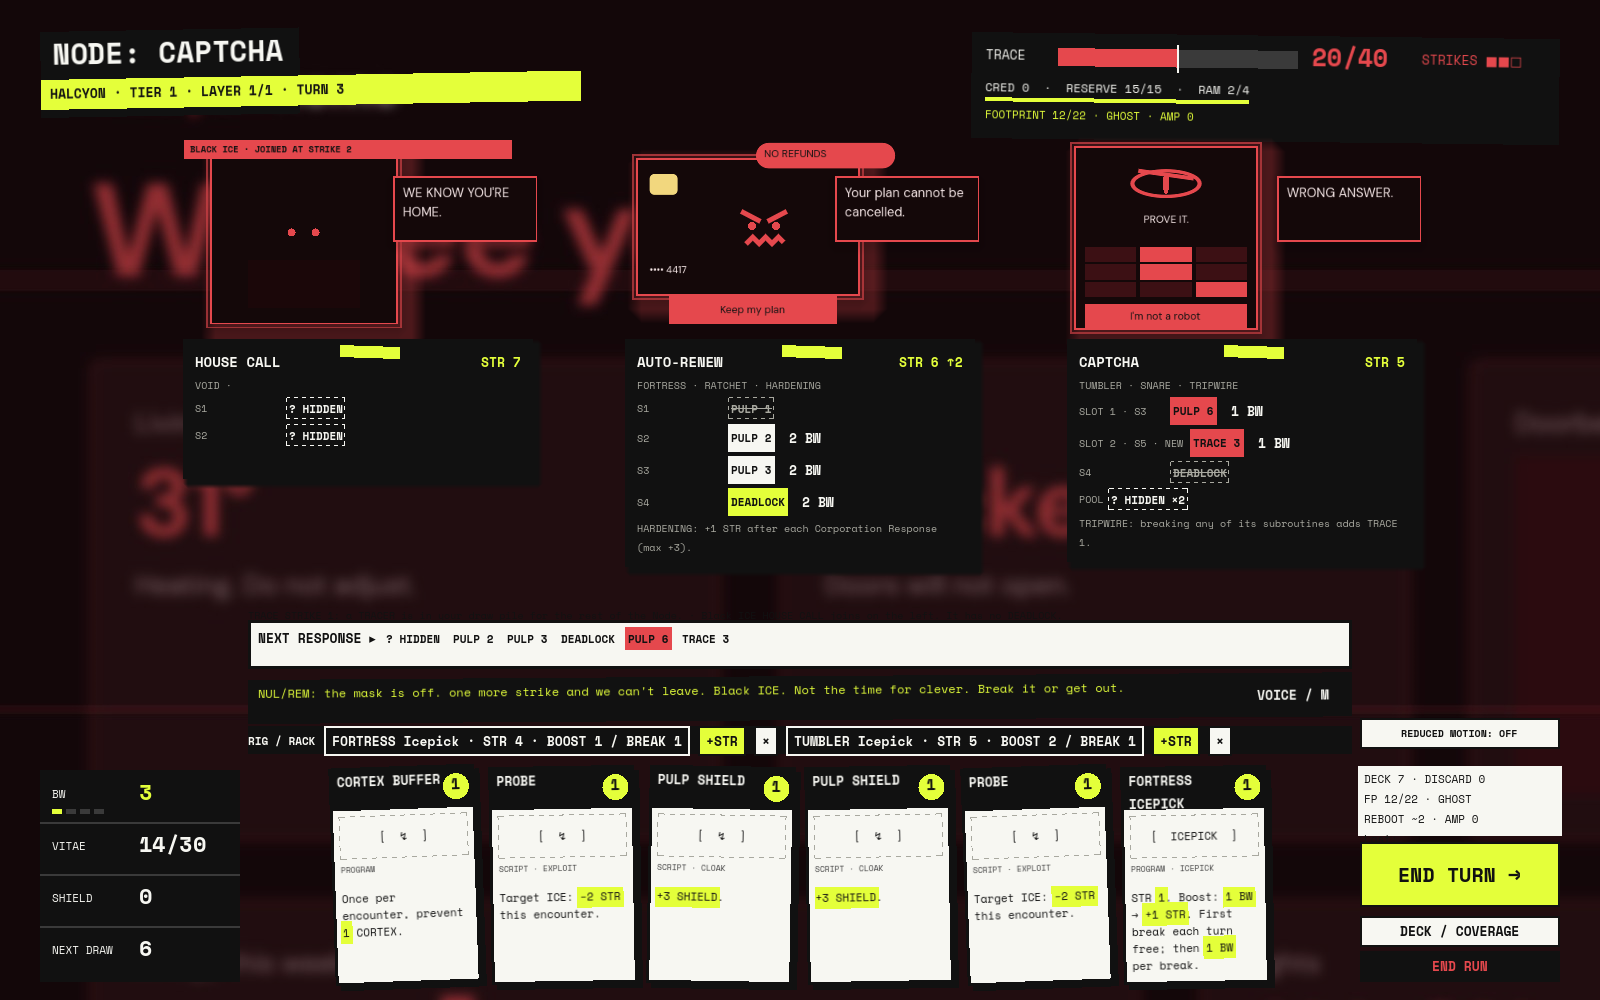 NODE: CAPTCHA
HALCYON · TIER 1 · LAYER 1/1 · TURN 3
TRACE 20/40 STRIKES ■■□
CRED 0 · RESERVE 15/15 · RAM 2/4
FOOTPRINT 12/22 · GHOST · AMP 0
BLACK ICE · JOINED AT STRIKE 2
WE KNOW YOU'RE
HOME.
NO REFUNDS
Your plan cannot be
cancelled.
•••• 4417
Keep my plan
PROVE IT.
I'm not a robot
WRONG ANSWER.
HOUSE CALL STR 7
VOID ·
S1 ? HIDDEN
S2 ? HIDDEN
AUTO-RENEW STR 6 ↑2
FORTRESS · RATCHET · HARDENING
S1 PULP 1
S2 PULP 2 2 BW
S3 PULP 3 2 BW
S4 DEADLOCK 2 BW
HARDENING: +1 STR after each Corporation Response
(max +3).
CAPTCHA STR 5
TUMBLER · SNARE · TRIPWIRE
SLOT 1 · S3 PULP 6 1 BW
SLOT 2 · S5 · NEW TRACE 3 1 BW
S4 DEADLOCK
POOL ? HIDDEN ×2
TRIPWIRE: breaking any of its subroutines adds TRACE
1.
31°
Heating. Do not adjust.
Doors will not open.
NEXT RESPONSE ▸ ? HIDDEN PULP 2 PULP 3 DEADLOCK PULP 6 TRACE 3
NUL/REM: the mask is off. one more strike and we can't leave. Black ICE. Not the time for clever. Break it or get out.
VOICE / M
RIG / RACK FORTRESS Icepick · STR 4 · BOOST 1 / BREAK 1 +STR × TUMBLER Icepick · STR 5 · BOOST 2 / BREAK 1 +STR ×
REDUCED MOTION: OFF
BW 3
VITAE 14/30
SHIELD 0
NEXT DRAW 6
CORTEX BUFFER 1
[ ↯ ]
PROGRAM
Once per
encounter, prevent
1 CORTEX.
PROBE 1
[ ↯ ]
SCRIPT · EXPLOIT
Target ICE: -2 STR
this encounter.
PULP SHIELD 1
[ ↯ ]
SCRIPT · CLOAK
+3 SHIELD.
PULP SHIELD 1
[ ↯ ]
SCRIPT · CLOAK
+3 SHIELD.
PROBE 1
[ ↯ ]
SCRIPT · EXPLOIT
Target ICE: -2 STR
this encounter.
FORTRESS 1
ICEPICK
[ ICEPICK ]
PROGRAM · ICEPICK
STR 1. Boost: 1 BW
→ +1 STR. First
break each turn
free; then 1 BW
per break.
DECK 7 · DISCARD 0
FP 12/22 · GHOST
REBOOT ~2 · AMP 0
END TURN →
DECK / COVERAGE
END RUN